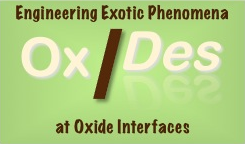 Engineering Exotic Phenomena
Ox/Des
at Oxide Interfaces